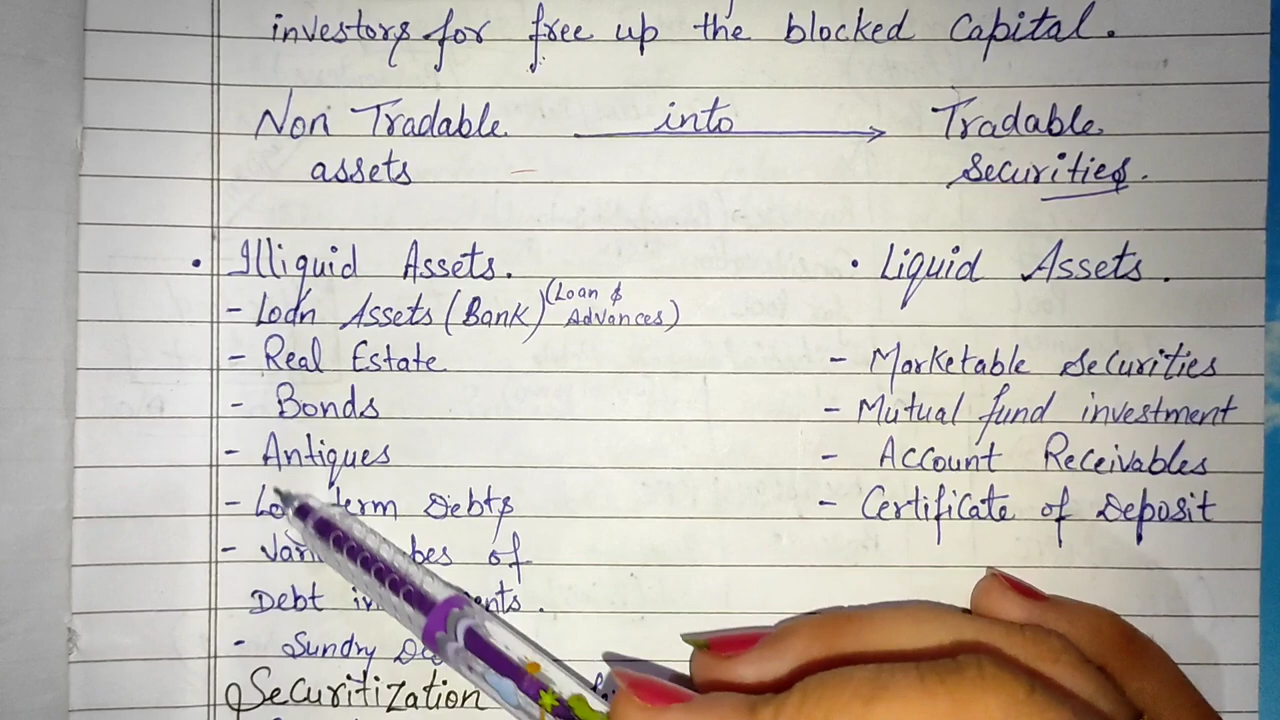 investors for free up the blocked Capital.
Non Tradable into Tradable
assets securities.
• Illiquid Assets. • Liquid Assets.
- Loan Assets (Bank) (Loan &
Advances)
- Real Estate - Marketable Securities
- Bonds - Mutual fund investment
- Antiques - Account Receivables
- term Debts - Certificate of Deposit
- of
Debt
- Sundry
Securitization